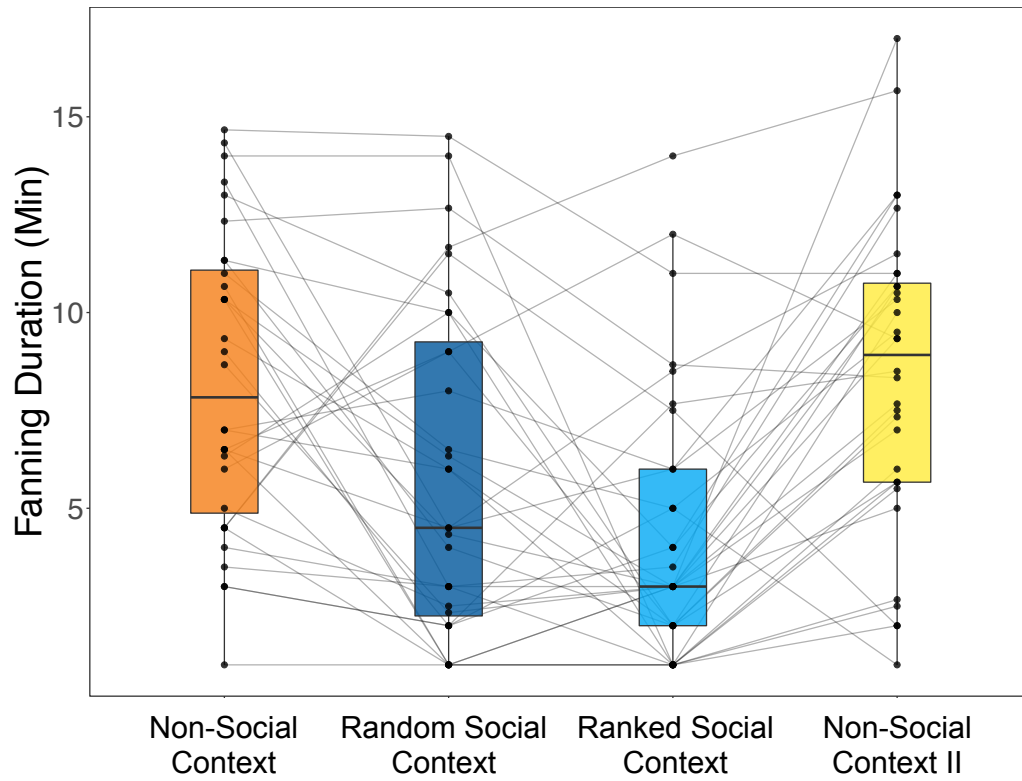 Fanning Duration (Min)
15
10
5
Non-Social
Context
Random Social
Context
Ranked Social
Context
Non-Social
Context II